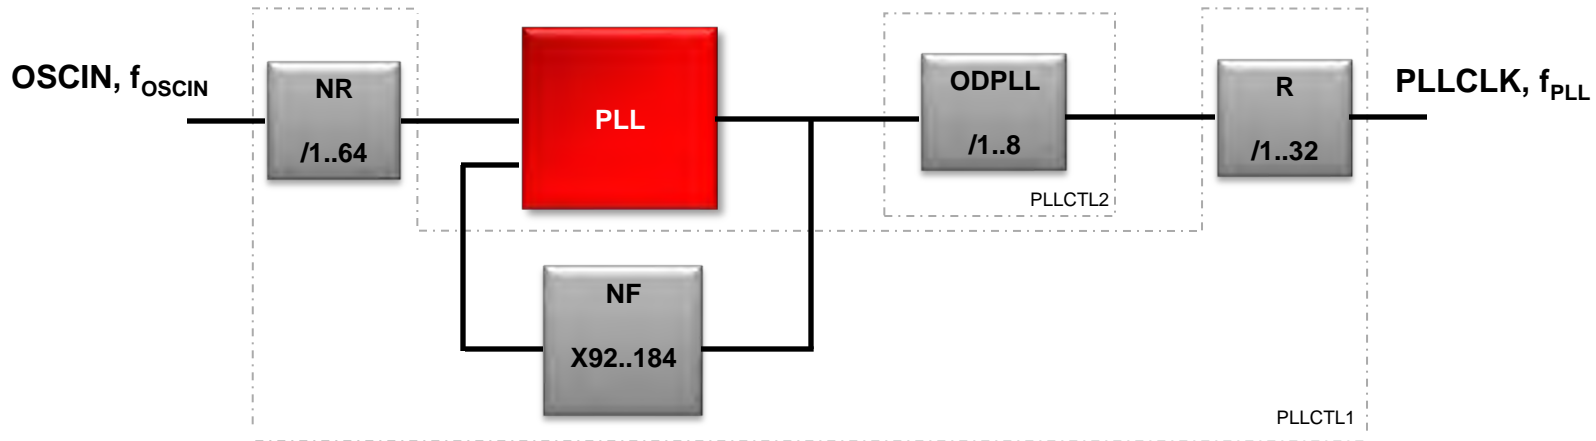 OSCIN, fOSCIN
NR
/1..64
PLL
ODPLL
/1..8
PLLCTL2
R
/1..32
PLLCLK, fPLL
NF
X92..184
PLLCTL1